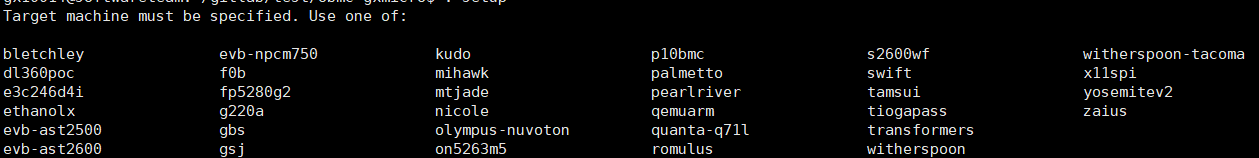 Target machine must be specified. Use one of:
bletchley evb-npcm750 kudo p10bmc s2600wf witherspoon-tacoma
dl360poc f0b mihawk palmetto swift x11spi
e3c246d4i fp5280g2 mtjade pearlriver tamsui yosemitev2
ethanolx g220a nicole qemuarm tiogapass zaius
evb-ast2500 gbs olympus-nuvoton quanta-q71l transformers
evb-ast2600 gsj on5263m5 romulus witherspoon